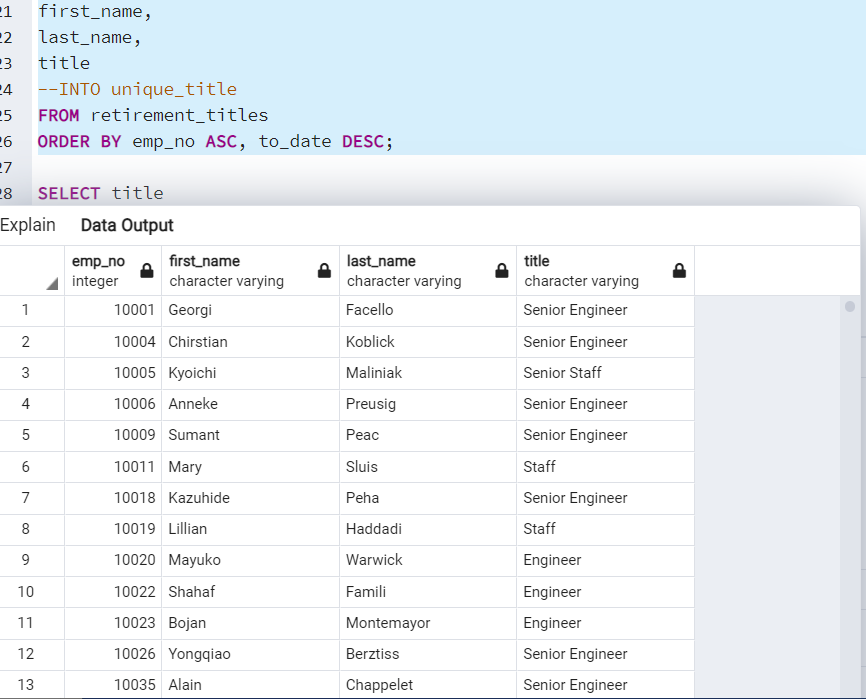 21 first_name,
22 last_name,
23 title
24 --INTO unique_title
25 FROM retirement_titles
26 ORDER BY emp_no ASC, to_date DESC;
27
28 SELECT title
Explain Data Output
emp_no first_name last_name title
integer character varying character varying character varying
1 10001 Georgi Facello Senior Engineer
2 10004 Chirstian Koblick Senior Engineer
3 10005 Kyoichi Maliniak Senior Staff
4 10006 Anneke Preusig Senior Engineer
5 10009 Sumant Peac Senior Engineer
6 10011 Mary Sluis Staff
7 10018 Kazuhide Peha Senior Engineer
8 10019 Lillian Haddadi Staff
9 10020 Mayuko Warwick Engineer
10 10022 Shahaf Famili Engineer
11 10023 Bojan Montemayor Engineer
12 10026 Yongqiao Berztiss Senior Engineer
13 10035 Alain Chappelet Senior Engineer